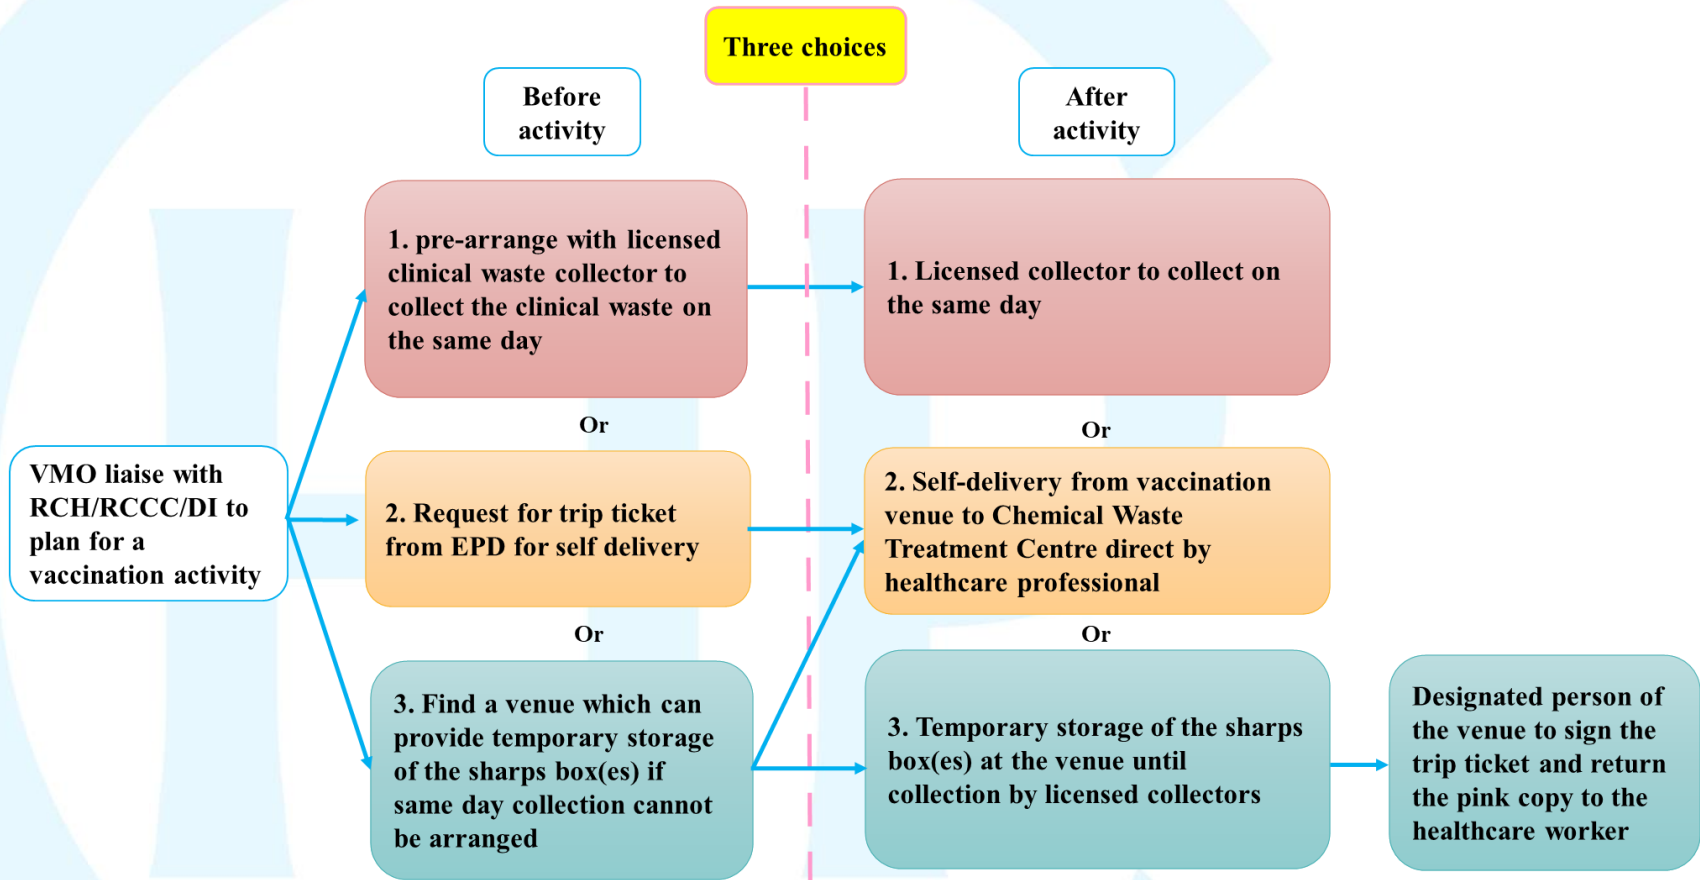 Three choices
Before
activity
After
activity
1. pre-arrange with licensed
clinical waste collector to
collect the clinical waste on
the same day
1. Licensed collector to collect on
the same day
Or
Or
VMO liaise with
RCH/RCCC/DI to
plan for a
vaccination activity
2. Request for trip ticket
from EPD for self delivery
2. Self-delivery from vaccination
venue to Chemical Waste
Treatment Centre direct by
healthcare professional
Or
Or
3. Find a venue which can
provide temporary storage
of the sharps box(es) if
same day collection cannot
be arranged
3. Temporary storage of the sharps
box(es) at the venue until
collection by licensed collectors
Designated person of
the venue to sign the
trip ticket and return
the pink copy to the
healthcare worker